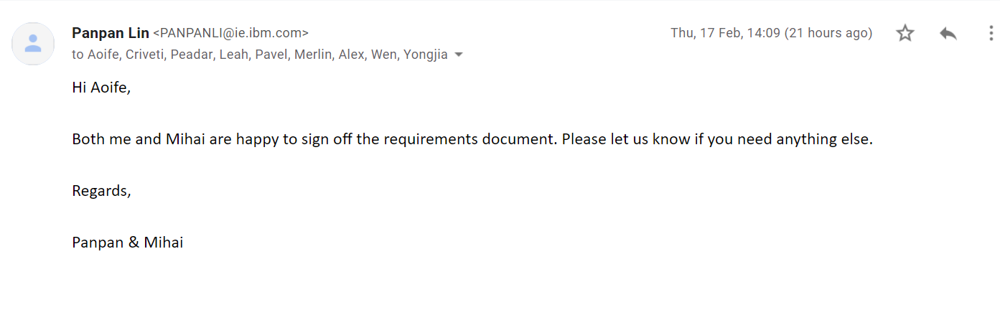 Panpan Lin <PANPANLI@ie.ibm.com>
Thu, 17 Feb, 14:09 (21 hours ago)
to Aoife, Criveti, Peadar, Leah, Pavel, Merlin, Alex, Wen, Yongjia
Hi Aoife,
Both me and Mihai are happy to sign off the requirements document. Please let us know if you need anything else.
Regards,
Panpan & Mihai